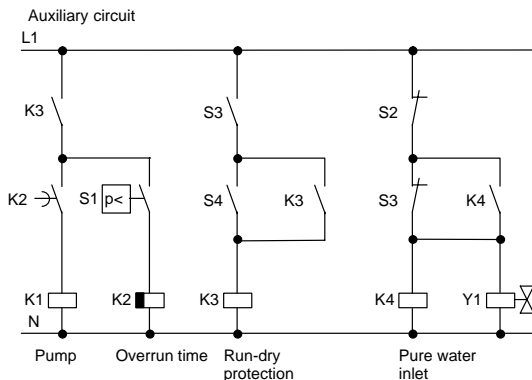 Auxiliary circuit
L1
K3 S3 S2
K2 S1 p< S4 K3 S3 K4
K1 K2 K3 K4 Y1
N
Pump Overrun time Run-dry Pure water
protection inlet